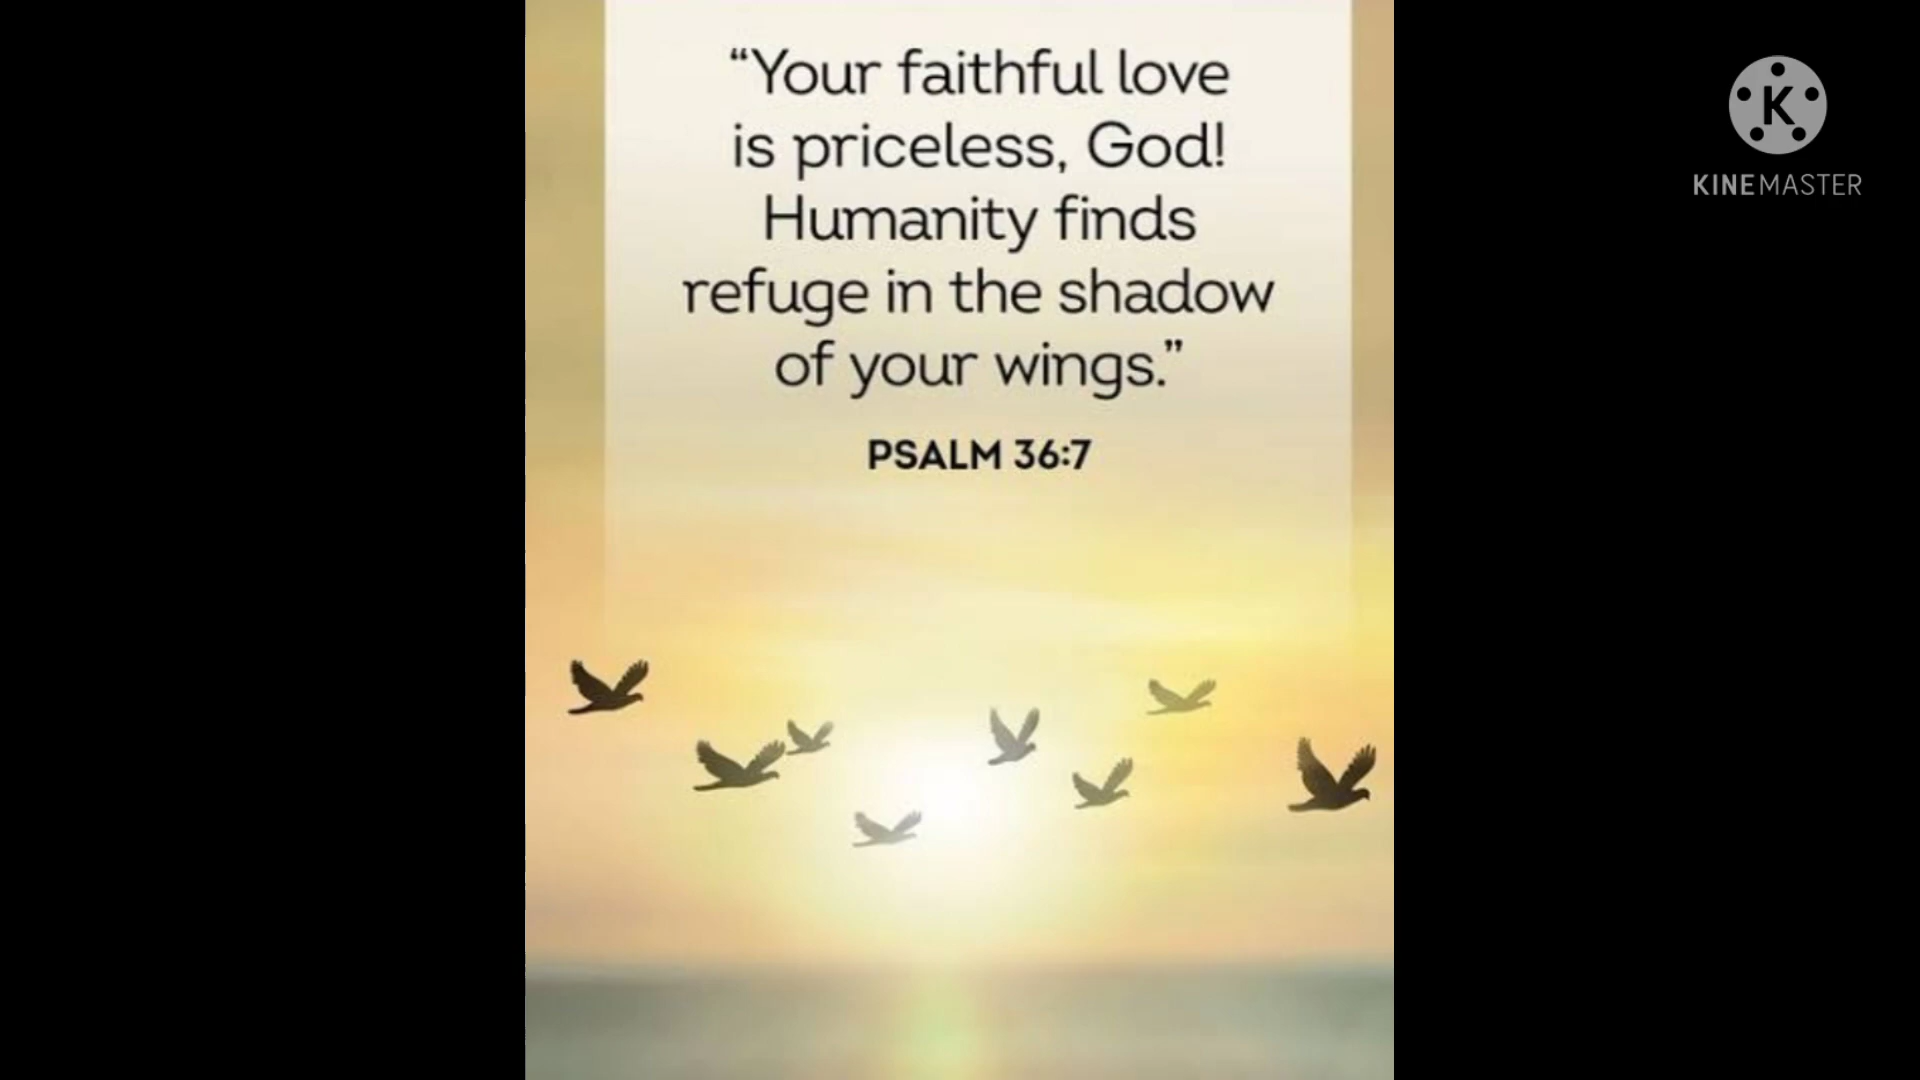 “Your faithful love
is priceless, God!
Humanity finds
refuge in the shadow
of your wings.”
PSALM 36:7
K
KINEMASTER